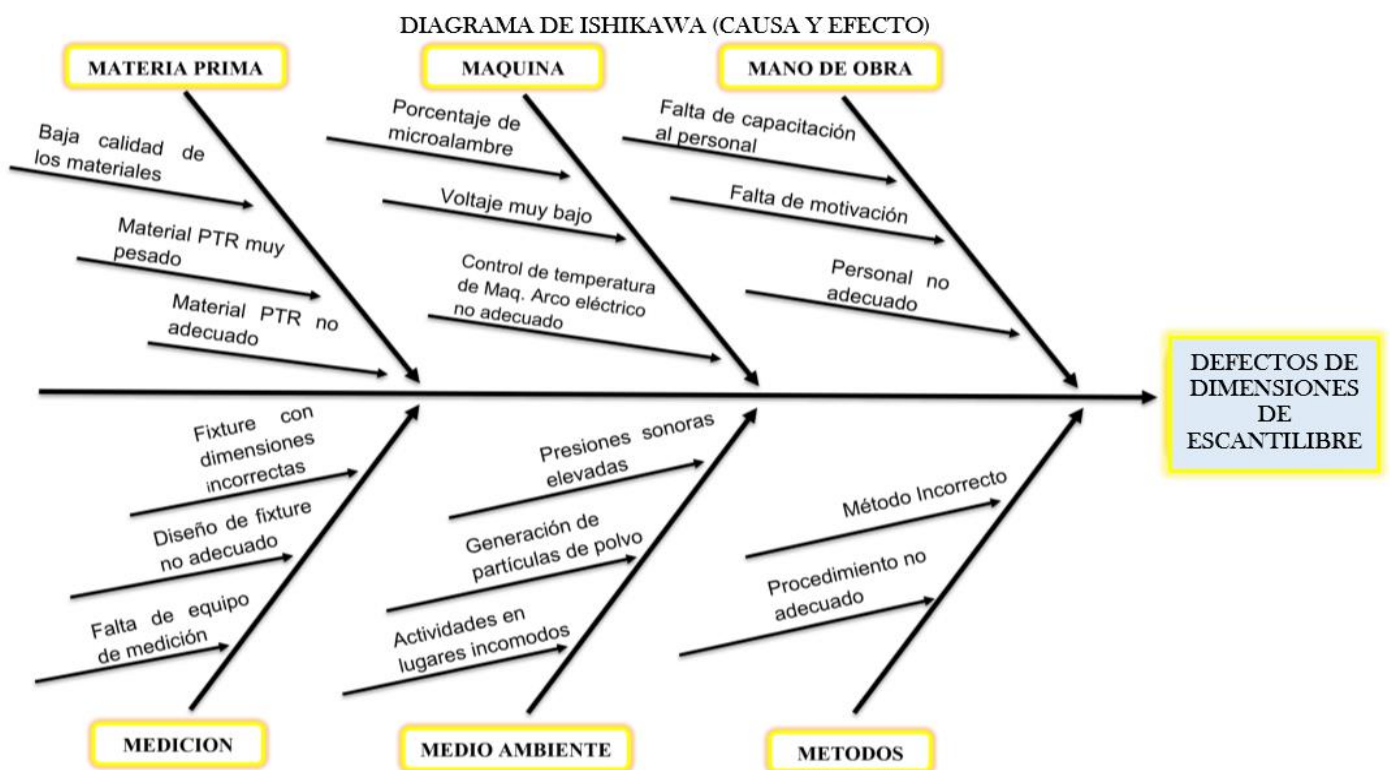 DIAGRAMA DE ISHIKAWA (CAUSA Y EFECTO)
MATERIA PRIMA
MAQUINA
MANO DE OBRA
Baja calidad de
los materiales
Material PTR muy
pesado
Material PTR no
adecuado
Porcentaje de
microalambre
Voltaje muy bajo
Control de temperatura
de Maq. Arco eléctrico
no adecuado
Falta de capacitación
al personal
Falta de motivación
Personal no
adecuado
DEFECTOS DE
DIMENSIONES
DE
ESCANTILIBRE
Fixture con
dimensiones
incorrectas
Diseño de fixture
no adecuado
Falta de equipo
de medición
Presiones sonoras
elevadas
Generación de
partículas de polvo
Actividades en
lugares incomodos
Método Incorrecto
Procedimiento no
adecuado
MEDICION
MEDIO AMBIENTE
METODOS